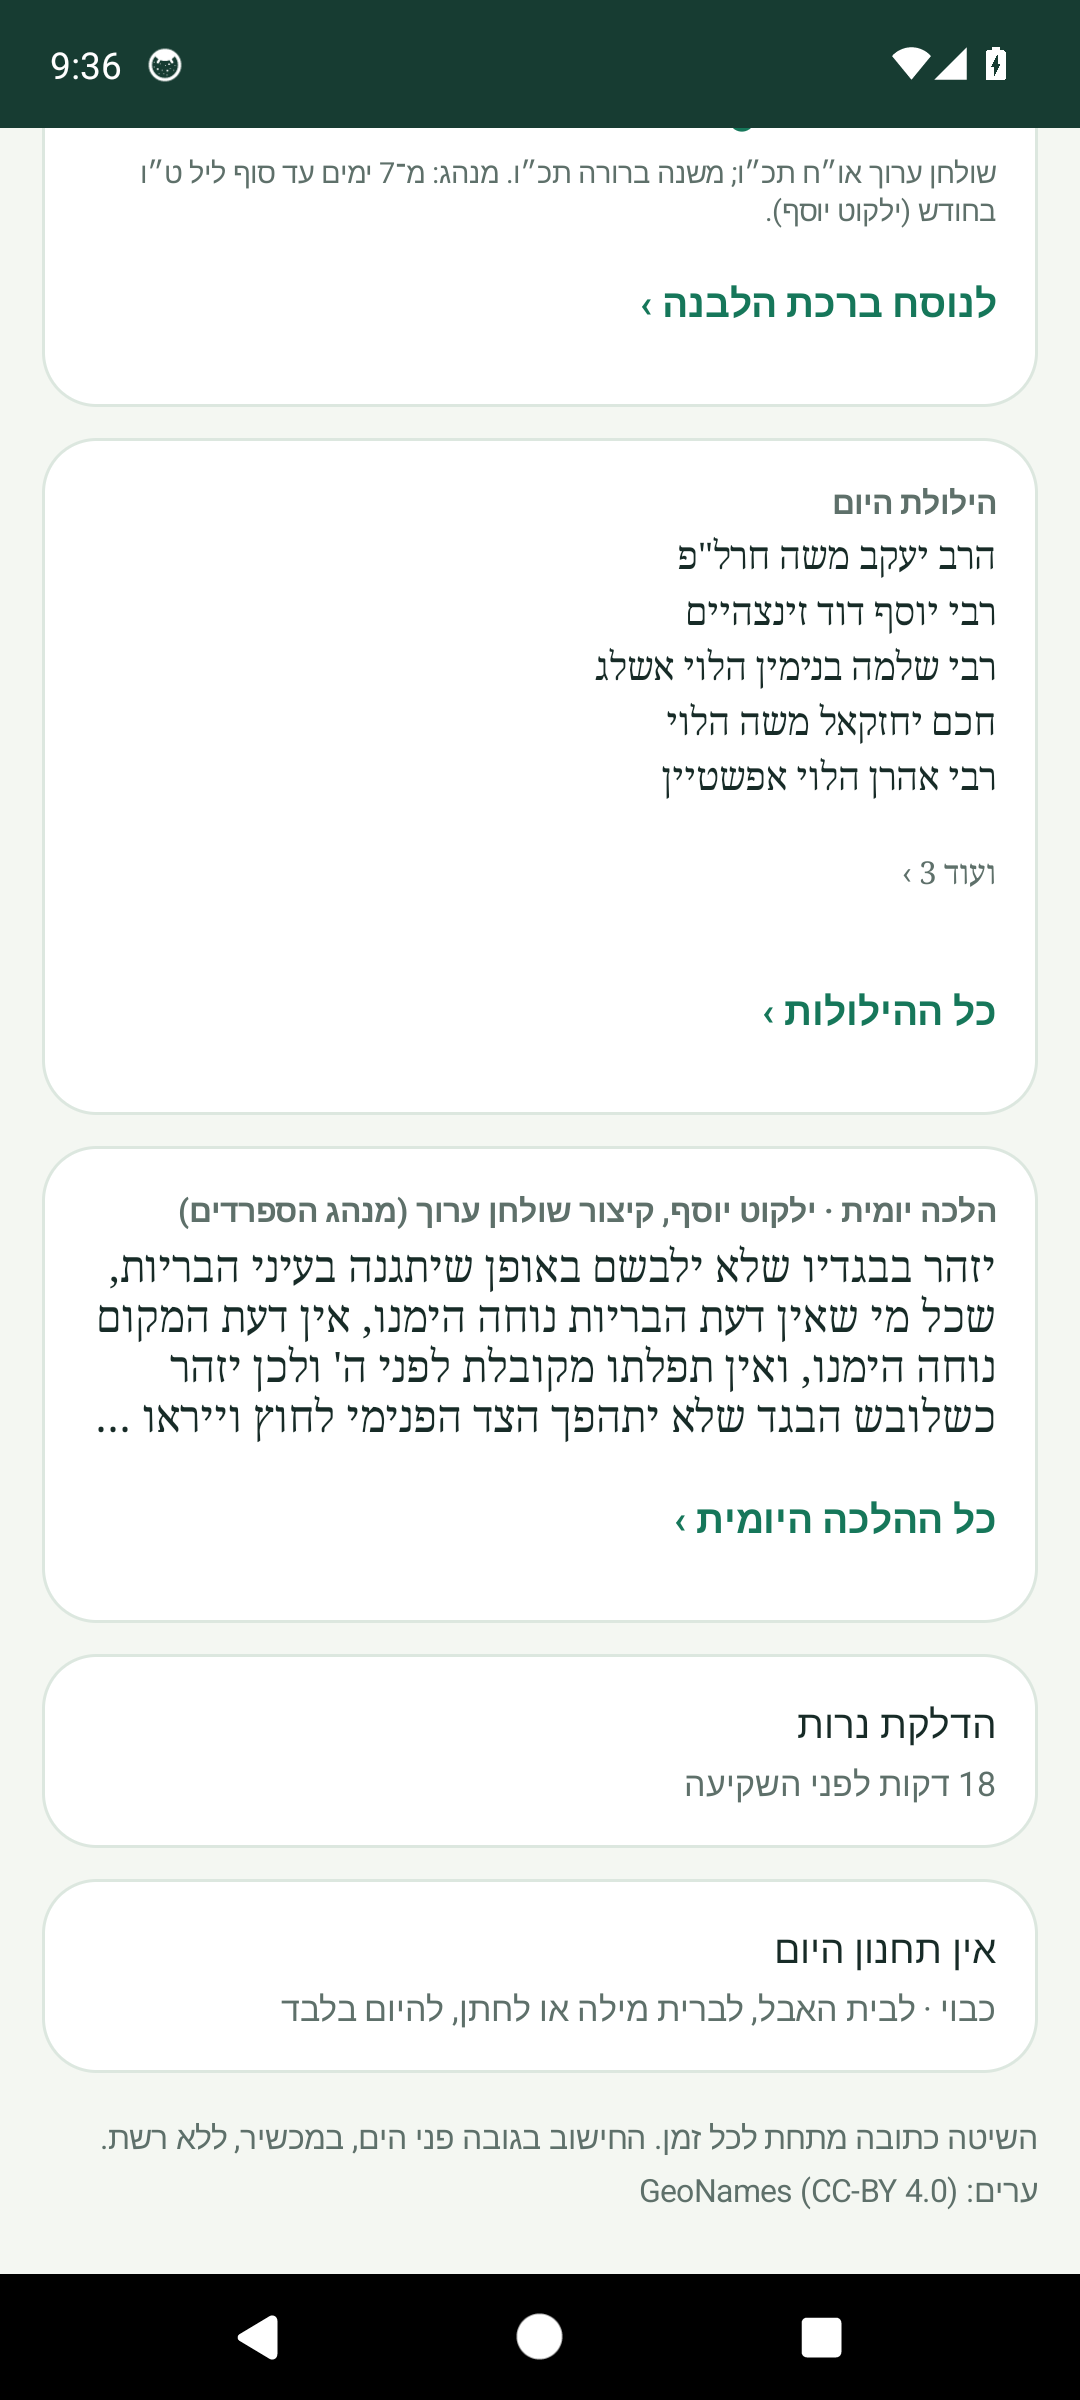 9:36
שולחן ערוך או״ח תכ״ו; משנה ברורה תכ״ו. מנהג: מ־7 ימים עד סוף ליל ט״ו
בחודש (ילקוט יוסף).
לנוסח ברכת הלבנה ›
הילולת היום
הרב יעקב משה חרל"פ
רבי יוסף דוד זינצהיים
רבי שלמה בנימין הלוי אשלג
חכם יחזקאל משה הלוי
רבי אהרן הלוי אפשטיין
ועוד 3 ›
כל ההילולות ›
הלכה יומית · ילקוט יוסף, קיצור שולחן ערוך (מנהג הספרדים)
יזהר בבגדיו שלא ילבשם באופן שיתגנה בעיני הבריות,
שכל מי שאין דעת הבריות נוחה הימנו, אין דעת המקום
נוחה הימנו, ואין תפלתו מקובלת לפני ה' ולכן יזהר
כשלובש הבגד שלא יתהפך הצד הפנימי לחוץ וייראו ...
כל ההלכה היומית ›
הדלקת נרות
18 דקות לפני השקיעה
אין תחנון היום
כבוי · לבית האבל, לברית מילה או לחתן, להיום בלבד
השיטה כתובה מתחת לכל זמן. החישוב בגובה פני הים, במכשיר, ללא רשת.
ערים: GeoNames (CC-BY 4.0)